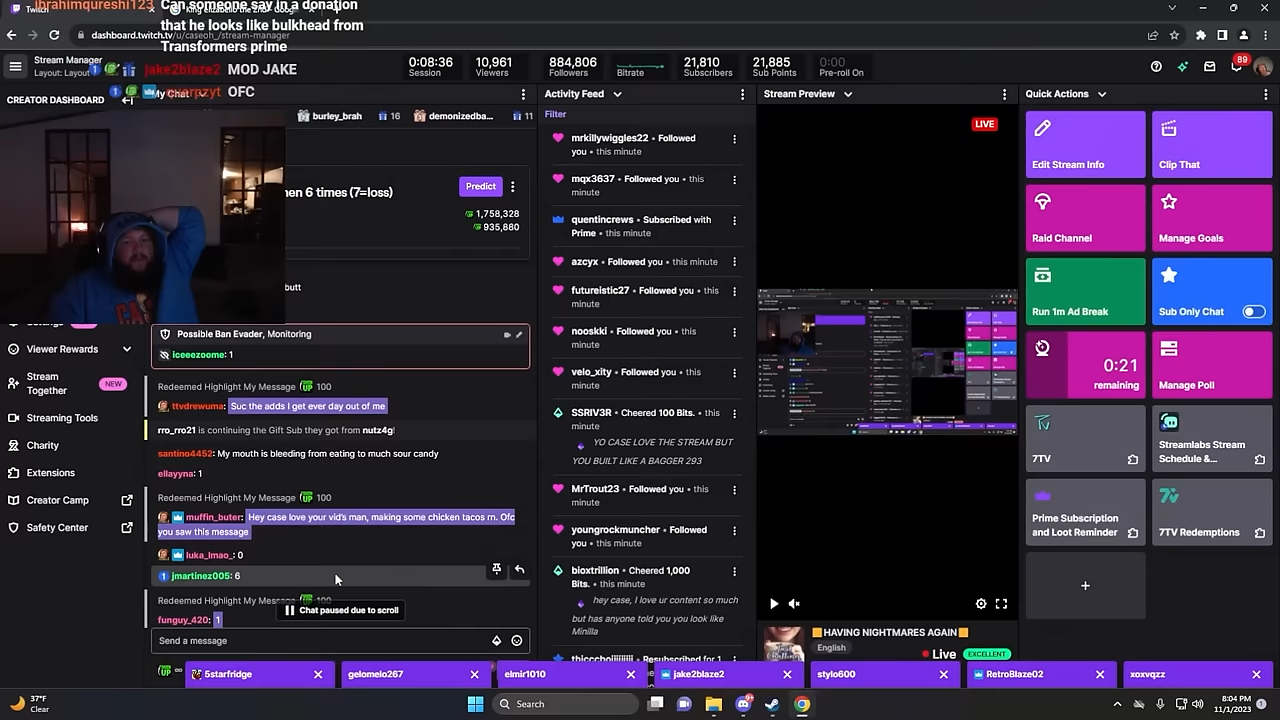 Ibrahimqureshi123 Can someone say in a donation
that he looks like bulkhead from
Transformers prime
jake2blaze2 MOD JAKE
OFC
Twitch
dashboard.twitch.tv/u/caseoh_/stream-manager
Stream Manager
Layout:
0:08:36
Session
10,961
Viewers
884,806
Followers
Bitrate
21,810
Subscribers
21,885
Sub Points
0:00
Pre-roll On
89
CREATOR DASHBOARD
My Chat
burley_brah
16
demonizedba...
11
hen 6 times (7=loss)
Predict
1,758,328
935,880
butt
Possible Ban Evader, Monitoring
iceeezoome: 1
Redeemed Highlight My Message 100
ttvdrewuma: Suc the adds I get ever day out of me
rro_rro21 is continuing the Gift Sub they got from nutz4g!
santino4452: My mouth is bleeding from eating to much sour candy
ellayyna: 1
Redeemed Highlight My Message 100
muffin_buter: Hey case love your vid's man, making some chicken tacos rn. Ofc
you saw this message
luka_lmao_: 0
jmartinez005: 6
Redeemed Highlight My Message 100
Chat paused due to scroll
funguy_420: 1
Send a message
Viewer Rewards
Stream
Together
NEW
Streaming Tools
Charity
Extensions
Creator Camp
Safety Center
Activity Feed
Filter
mrkillywiggles22 • Followed
you • this minute
mqx3637 • Followed you • this
minute
quentincrews • Subscribed with
Prime • this minute
azcyx • Followed you • this minute
futureistic27 • Followed you • this
minute
nooskki • Followed you • this
minute
velo_xity • Followed you • this
minute
SSRIV3R • Cheered 100 Bits. • this
minute
YO CASE LOVE THE STREAM BUT
YOU BUILT LIKE A BAGGER 293
MrTrout23 • Followed you • this
minute
youngrockmuncher • Followed
you • this minute
bloxtrillion • Cheered 1,000
Bits. • this minute
hey case, I love ur content so much
but has anyone told you you look like
Minilla
Stream Preview
LIVE
HAVING NIGHTMARES AGAIN
English
Live
EXCELLENT
Quick Actions
Edit Stream Info
Clip That
Raid Channel
Manage Goals
Run 1m Ad Break
Sub Only Chat
0:21
remaining
Manage Poll
7TV
Streamlabs Stream
Schedule &...
Prime Subscription
and Loot Reminder
7TV Redemptions
5starfridge
gelomelo267
elmir1010
jake2blaze2
stylo600
RetroBlaze02
xoxvqzz
37°F
Clear
Search
8:04 PM
11/3/2023